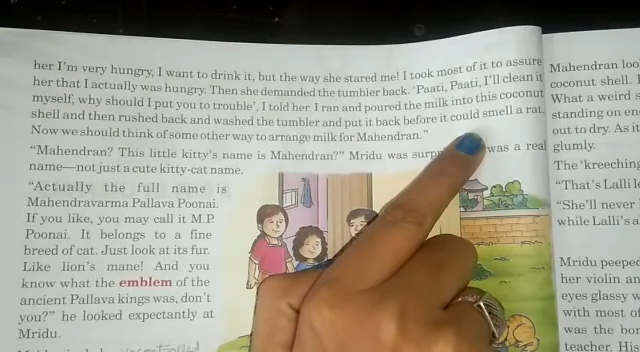 her I'm very hungry, I want to drink it, but the way she stared me! I took most of it to assure
her that I actually was hungry. Then she demanded the tumbler back. 'Paati, Paati, I'll clean it
myself, why should I put you to trouble', I told her. I ran and poured the milk into this coconut
shell and then rushed back and washed the tumbler and put it back before it could smell a rat.
Now we should think of some other way to arrange milk for Mahendran."
"Mahendran? This little kitty's name is Mahendran?" Mridu was was a real
name—not just a cute kitty-cat name.
"Actually the full name is
Mahendravarma Pallava Poonai.
If you like, you may call it M.P.
Poonai. It belongs to a fine
breed of cat. Just look at its fur.
Like lion's mane! And you
know what the emblem of the
ancient Pallava kings was, don't
you?" he looked expectantly at
Mridu.
uncontrolled
Mahendran
coconut shell.
What a weird
standing on
out to dry. As it
glumly.
The 'kreeching
"That's Lalli
"She'll never
while Lalli's
Mridu peeped
her violin an
eyes glassy
with most of
was the
teacher. His